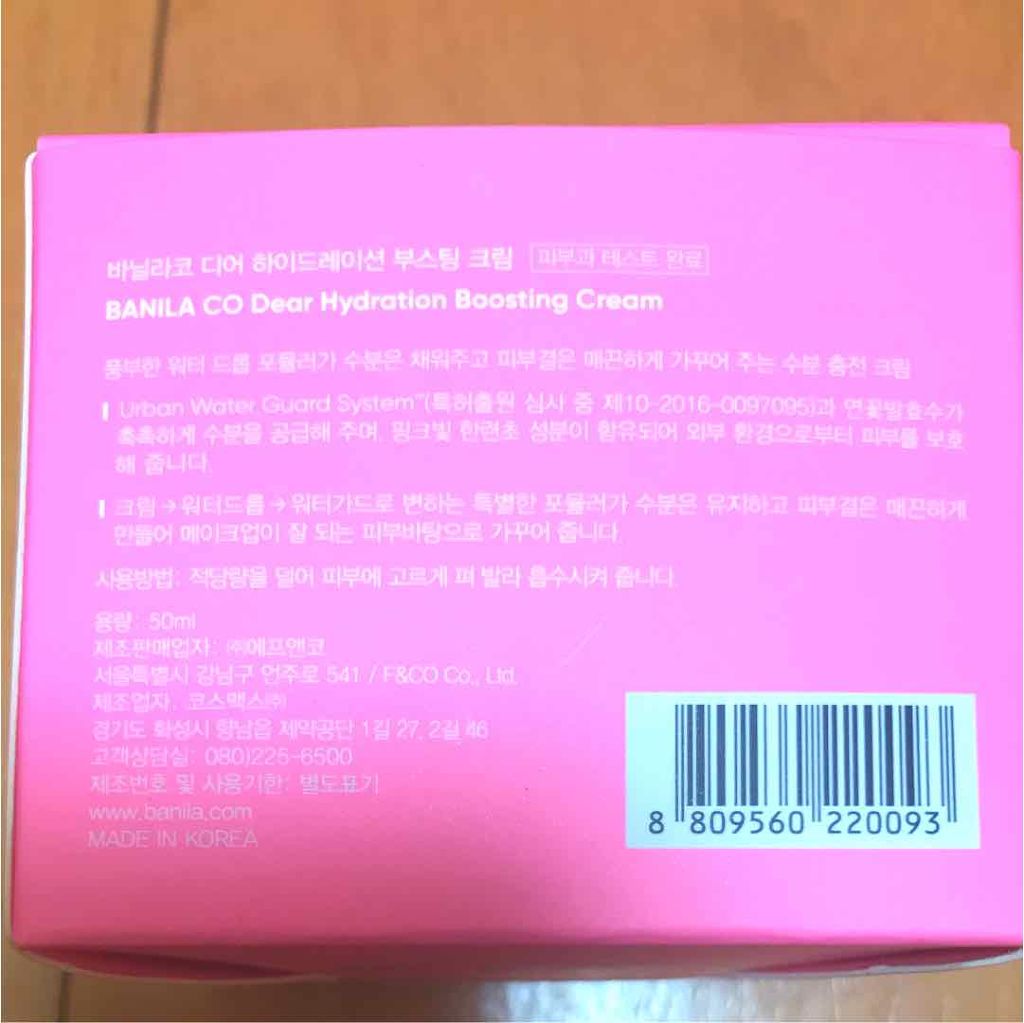 바닐라코 디어 하이드레이션 부스팅 크림 피부과 테스트 완료
BANILA CO Dear Hydration Boosting Cream
풍부한 워터 드롭 포뮬러가 수분은 채워주고 피부결은 매끈하게 가꾸어 주는 수분 충전 크림
Urban Water Guard System™(특허출원 심사 중 제10-2016-0097095)과 연꽃발효수가
촉촉하게 수분을 공급해 주며, 밍크빛 한련초 성분이 함유되어 외부 환경으로부터 피부를 보호
해 줍니다.
크림→워터드롭→워터가드로 변하는 특별한 포뮬러가 수분은 유지하고 피부결은 매끈하게
만들어 메이크업이 잘 되는 피부바탕으로 가꾸어 줍니다.
사용방법: 적당량을 덜어 피부에 고르게 펴 발라 흡수시켜 줍니다.
용량: 50ml
제조판매업자: ㈜에프앤코
서울특별시 강남구 언주로 541 / F&CO Co., Ltd.
제조업자: 코스맥스㈜
경기도 화성시 향남읍 제약공단 1길 27, 2길 46
고객상담실: 080)225-6500
제조번호 및 사용기한: 별도표기
www.banila.com
MADE IN KOREA
8 809560 220093